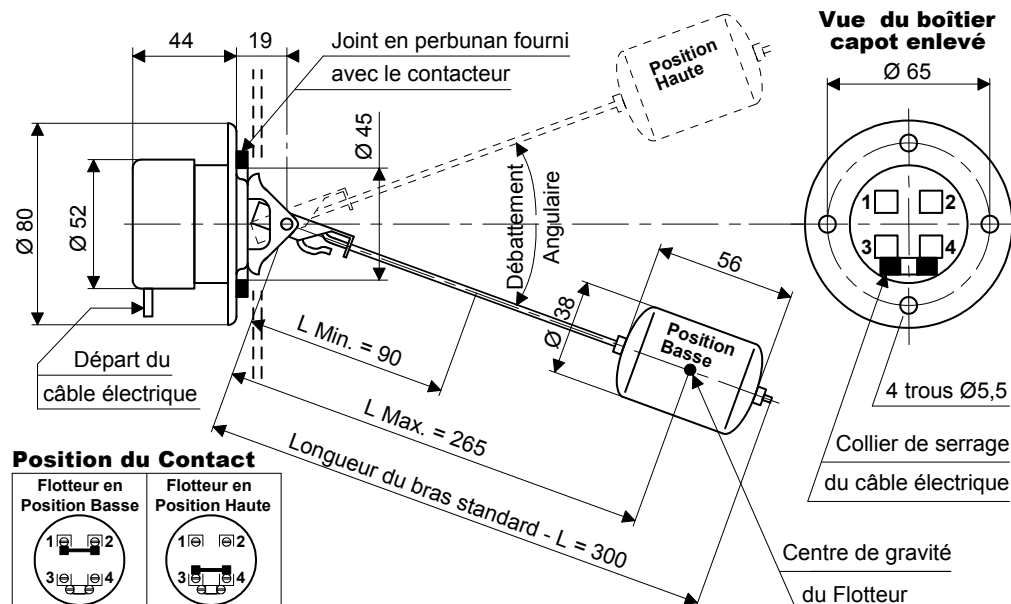 44
19
Joint en perbunan fourni
avec le contacteur
Position
Haute
Vue du boîtier
capot enlevé
Ø 65
Ø 80
Ø 52
Ø 45
Débattement
Angulaire
1
2
3
4
56
Ø 38
Position
Basse
L Min. = 90
L Max. = 265
Longueur du bras standard - L = 300
Départ du
câble électrique
4 trous Ø5,5
Collier de serrage
du câble électrique
Centre de gravité
du Flotteur
Position du Contact
Flotteur en
Position Basse
Flotteur en
Position Haute
1 2
3 4
1 2
3 4